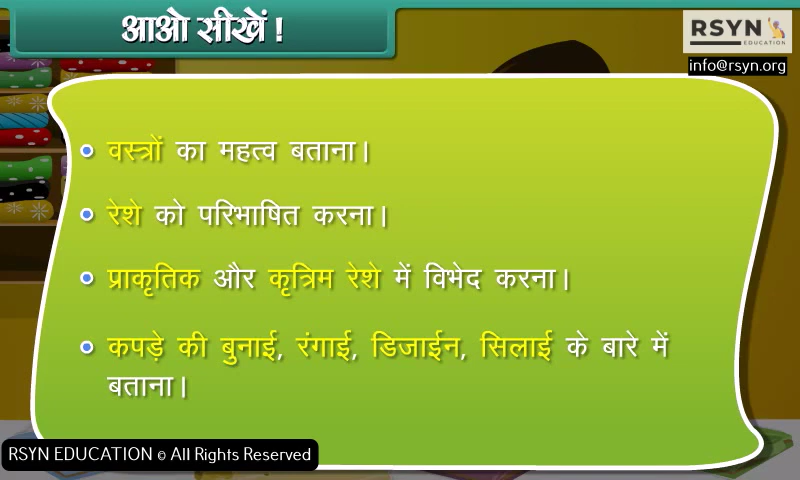 आओ सीखें!
RSYN
EDUCATION
info@rsyn.org
वस्त्रों का महत्व बताना।
रेशे को परिभाषित करना।
प्राकृतिक और कृत्रिम रेशे में विभेद करना।
कपड़े की बुनाई, रंगाई, डिजाईन, सिलाई के बारे में
बताना।
RSYN EDUCATION © All Rights Reserved